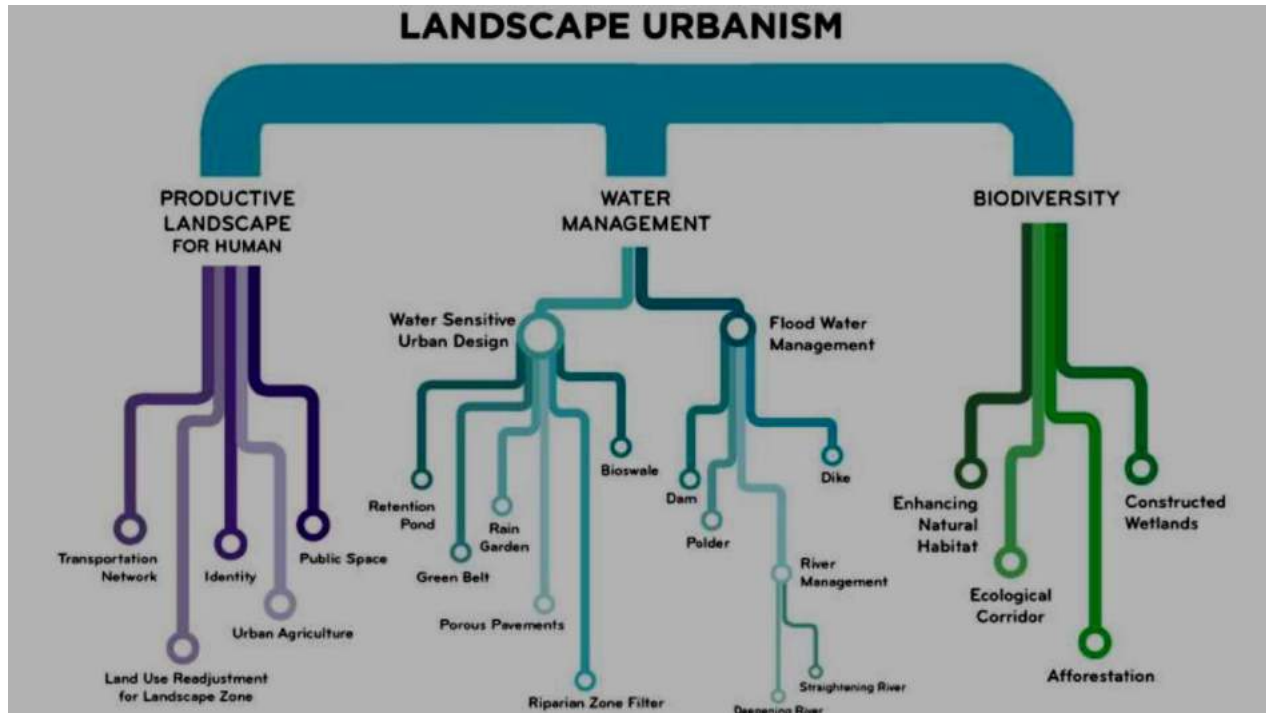 LANDSCAPE URBANISM
PRODUCTIVE
LANDSCAPE
FOR HUMAN
WATER
MANAGEMENT
BIODIVERSITY
Water Sensitive
Urban Design
Flood Water
Management
Transportation
Network
Land Use Readjustment
for Landscape Zone
Identity
Urban Agriculture
Public Space
Retention
Pond
Green Belt
Rain
Garden
Porous Pavements
Riparian Zone Filter
Bioswale
Dam
Polder
River
Management
Deepening River
Straightening River
Dike
Enhancing
Natural
Habitat
Ecological
Corridor
Afforestation
Constructed
Wetlands